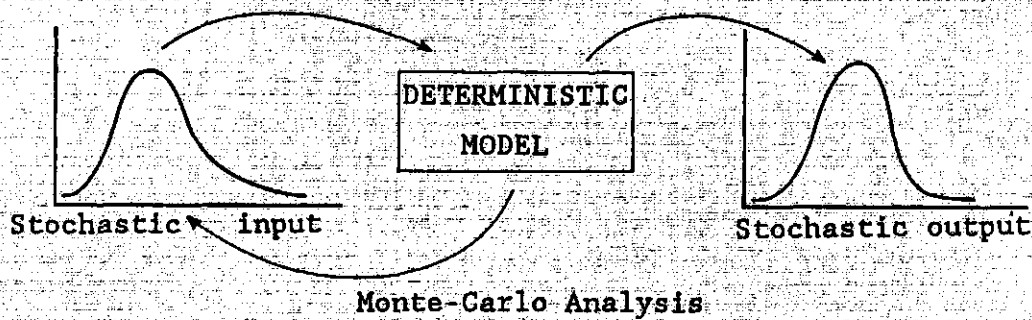 DETERMINISTIC
MODEL
Stochastic input
Stochastic output
Monte-Carlo Analysis